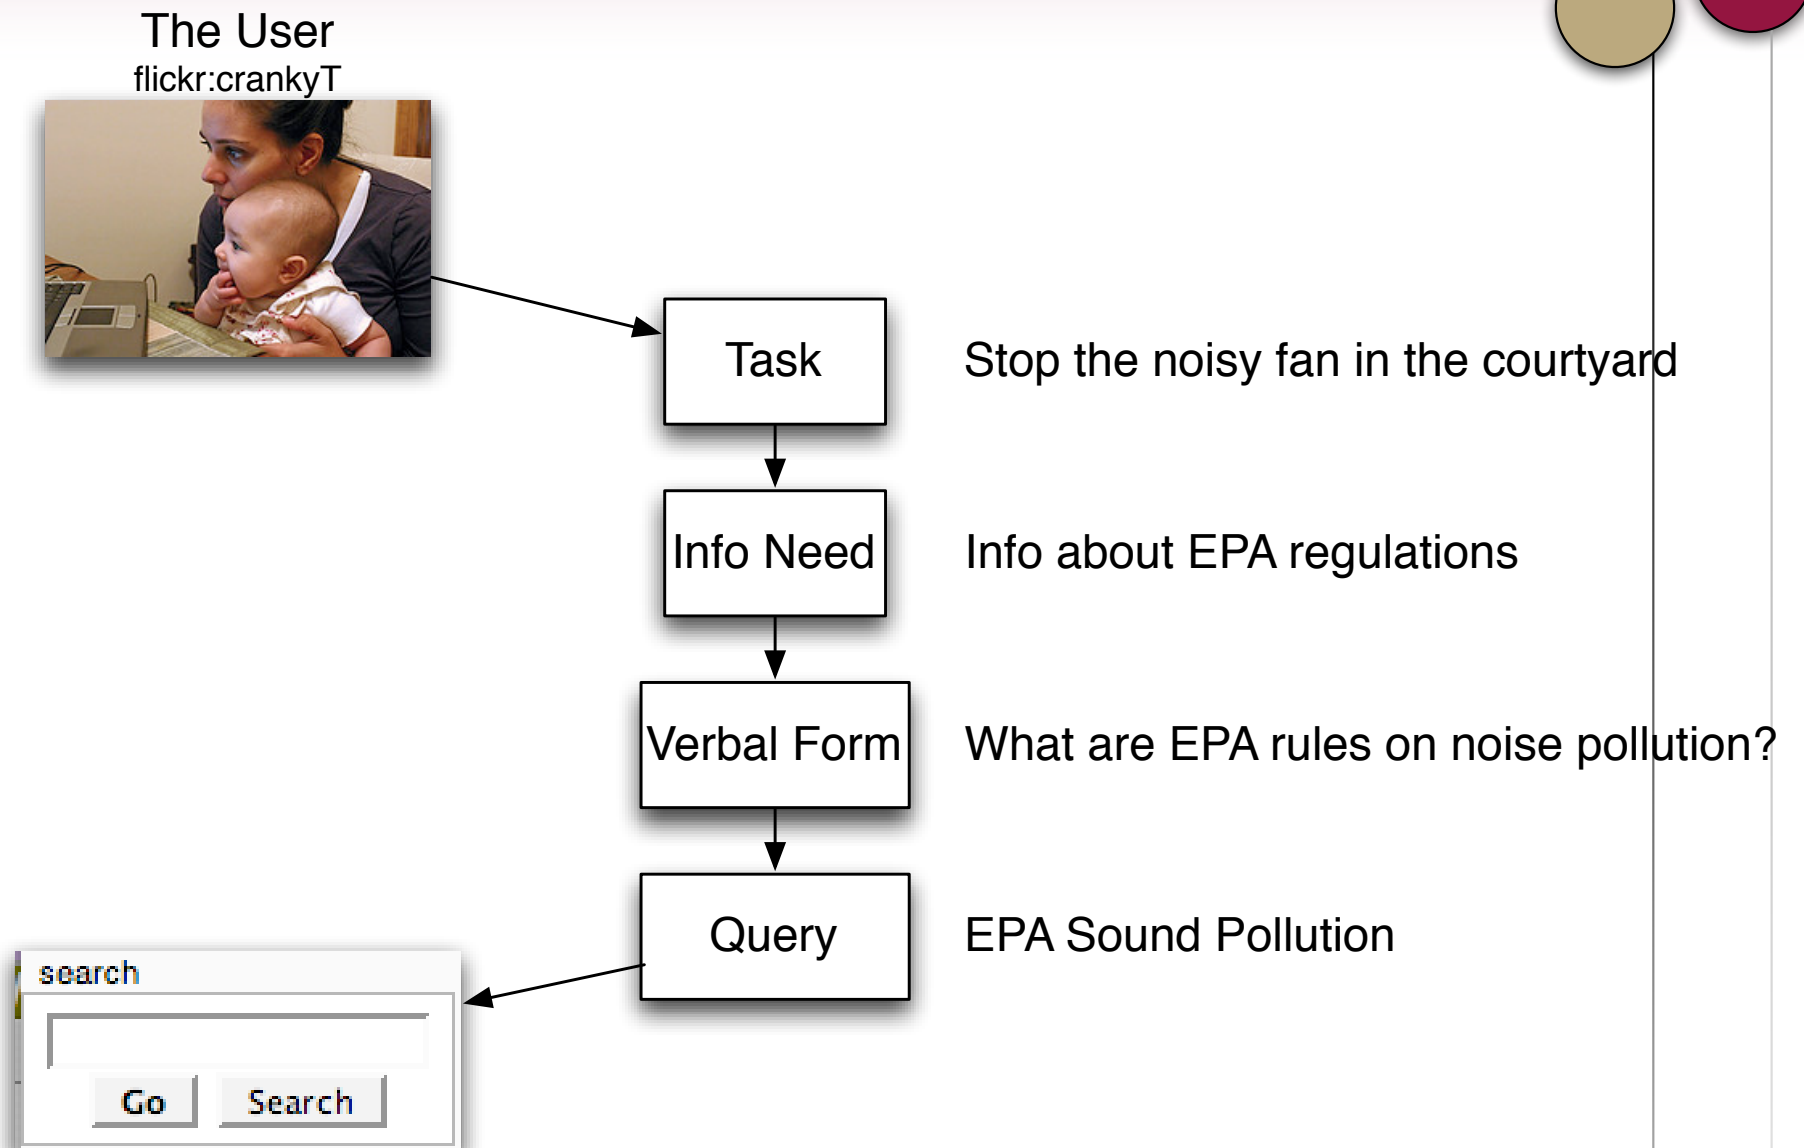 The User
flickr:crankyT
Task
Stop the noisy fan in the courtyard
Info Need
Info about EPA regulations
Verbal Form
What are EPA rules on noise pollution?
Query
EPA Sound Pollution
search
Go
Search